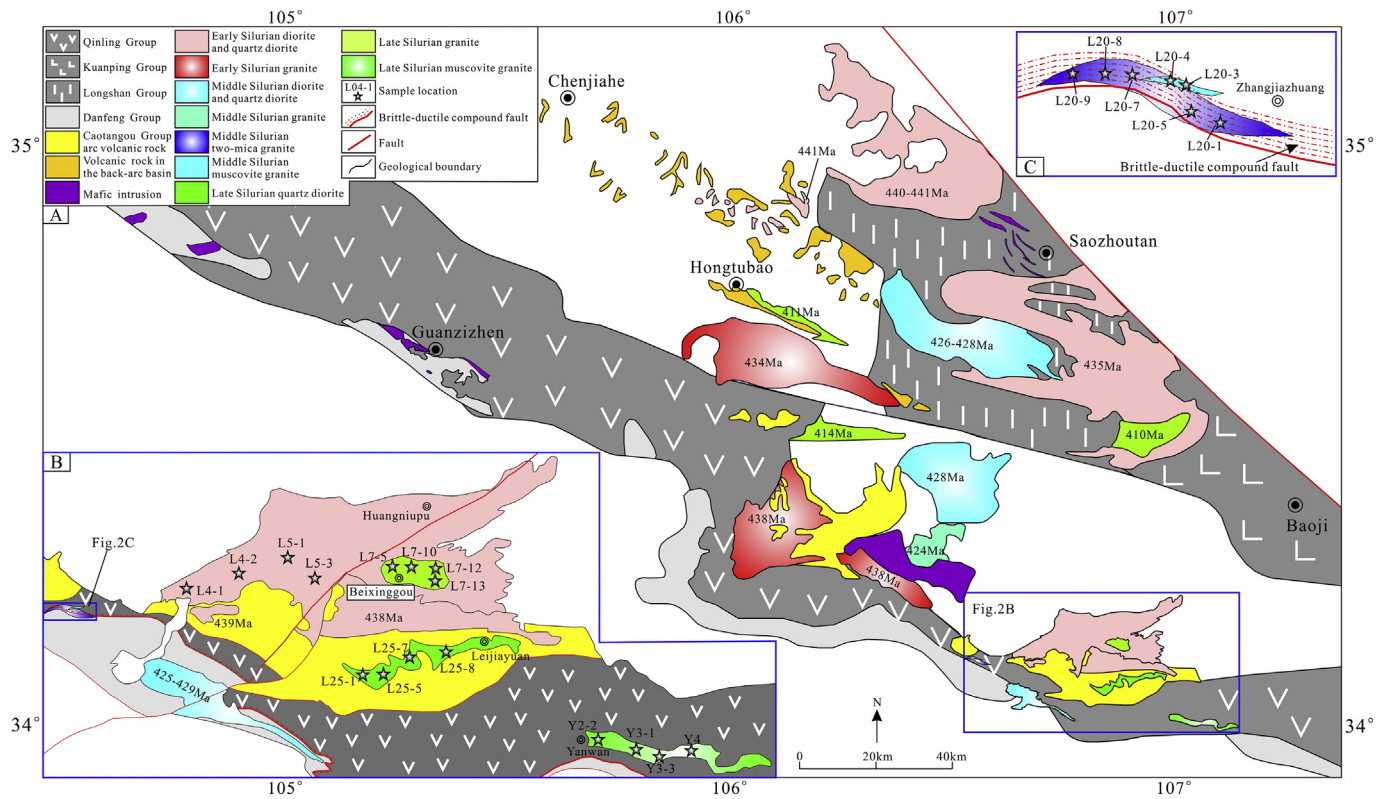 105°
106°
107°
35°
35°
34°
34°
105°
106°
107°
Qinling Group
Kuanping Group
Longshan Group
Danfeng Group
Caotangou Group
arc volcanic rock
Volcanic rock in
the back-arc basin
Mafic intrusion
Early Silurian diorite
and quartz diorite
Early Silurian granite
Middle Silurian diorite
and quartz diorite
Middle Silurian granite
Middle Silurian
two-mica granite
Middle Silurian
muscovite granite
Late Silurian quartz diorite
Late Silurian granite
Late Silurian muscovite granite
L04-1
Sample location
Brittle-ductile compound fault
Fault
Geological boundary
A
Chenjiahe
441Ma
440-441Ma
Saozhoutan
Hongtubao
411Ma
Guanzizhen
434Ma
426-428Ma
435Ma
414Ma
410Ma
428Ma
438Ma
424Ma
438Ma
Baoji
Fig.2B
N
0
20km
40km
C
L20-8
L20-4
L20-3
L20-9
L20-7
Zhangjiazhuang
L20-5
L20-1
Brittle-ductile compound fault
B
Huangniupu
Fig.2C
L5-1
L4-2
L5-3
L4-1
L7-5
L7-10
L7-12
L7-13
Beixinggou
439Ma
438Ma
L25-7
Leijiayuan
L25-8
L25-1
L25-5
425-429Ma
Y2-2
Y3-1
Y4
Yanwan
Y3-3